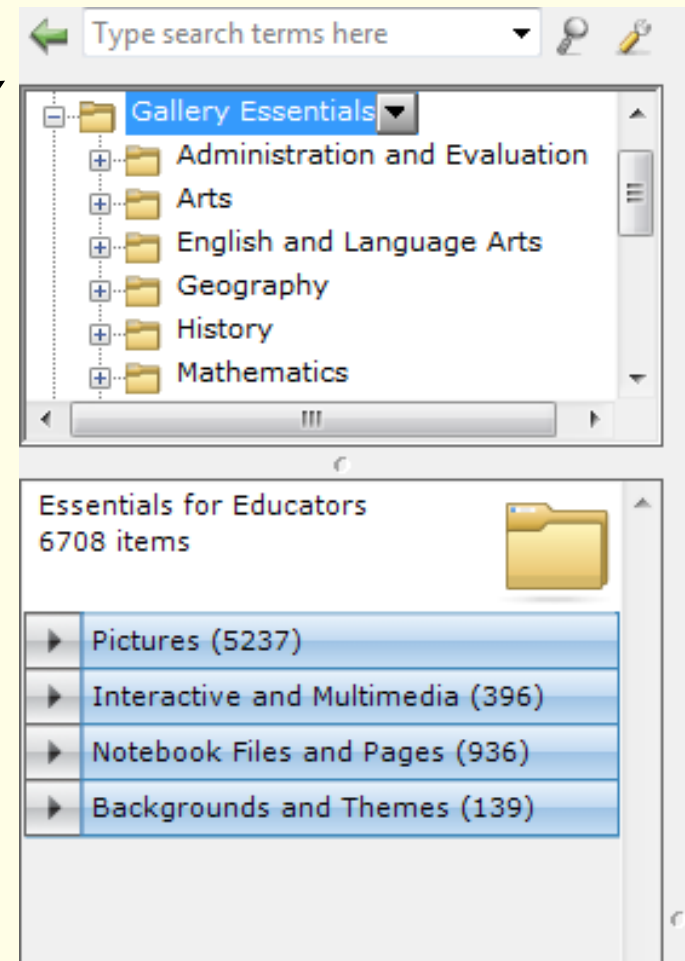 Type search terms here
Gallery Essentials
Administration and Evaluation
Arts
English and Language Arts
Geography
History
Mathematics
Essentials for Educators
6708 items
Pictures (5237)
Interactive and Multimedia (396)
Notebook Files and Pages (936)
Backgrounds and Themes (139)